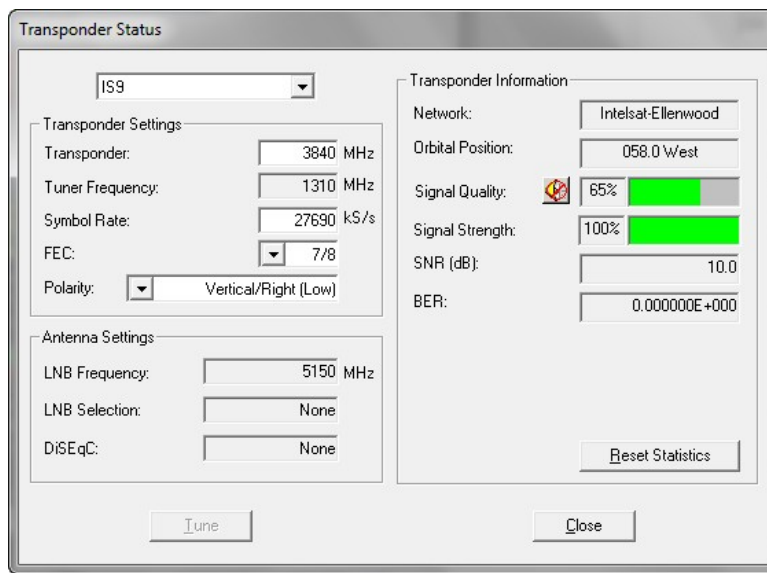 Transponder Status
IS9
Transponder Settings
Transponder: 3840 MHz
Tuner Frequency: 1310 MHz
Symbol Rate: 27690 kS/s
FEC: 7/8
Polarity: Vertical/Right (Low)
Antenna Settings
LNB Frequency: 5150 MHz
LNB Selection: None
DiSEqC: None
Tune
Transponder Information
Network: Intelsat-Ellenwood
Orbital Position: 058.0 West
Signal Quality: 65%
Signal Strength: 100%
SNR (dB): 10.0
BER: 0.000000E+000
Reset Statistics
Close